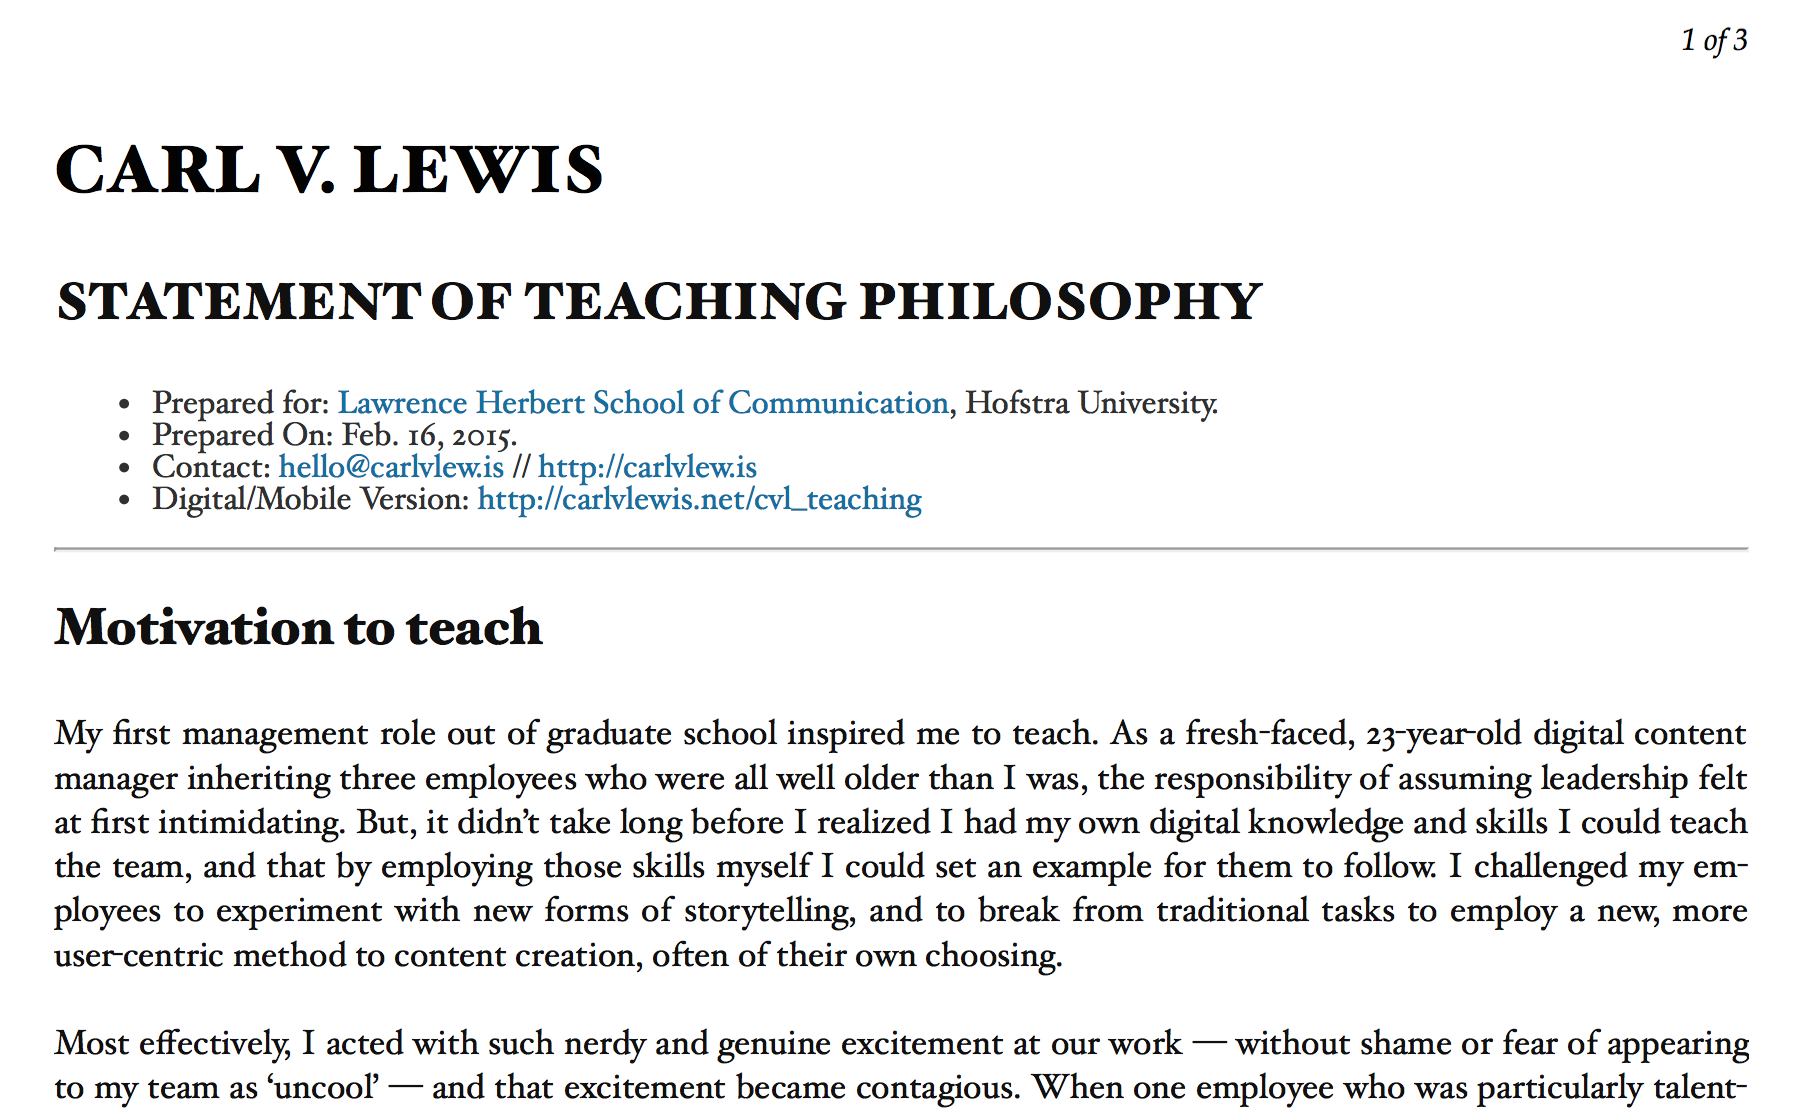 1 of 3
CARL V. LEWIS
STATEMENT OF TEACHING PHILOSOPHY
• Prepared for: Lawrence Herbert School of Communication, Hofstra University.
• Prepared On: Feb. 16, 2015.
• Contact: hello@carlvlew.is // http://carlvlew.is
• Digital/Mobile Version: http://carlvlewis.net/cvl_teaching
Motivation to teach
My first management role out of graduate school inspired me to teach. As a fresh-faced, 23-year-old digital content
manager inheriting three employees who were all well older than I was, the responsibility of assuming leadership felt
at first intimidating. But, it didn’t take long before I realized I had my own digital knowledge and skills I could teach
the team, and that by employing those skills myself I could set an example for them to follow. I challenged my em-
ployees to experiment with new forms of storytelling, and to break from traditional tasks to employ a new, more
user-centric method to content creation, often of their own choosing.
Most effectively, I acted with such nerdy and genuine excitement at our work — without shame or fear of appearing
to my team as ‘uncool’ — and that excitement became contagious. When one employee who was particularly talent-